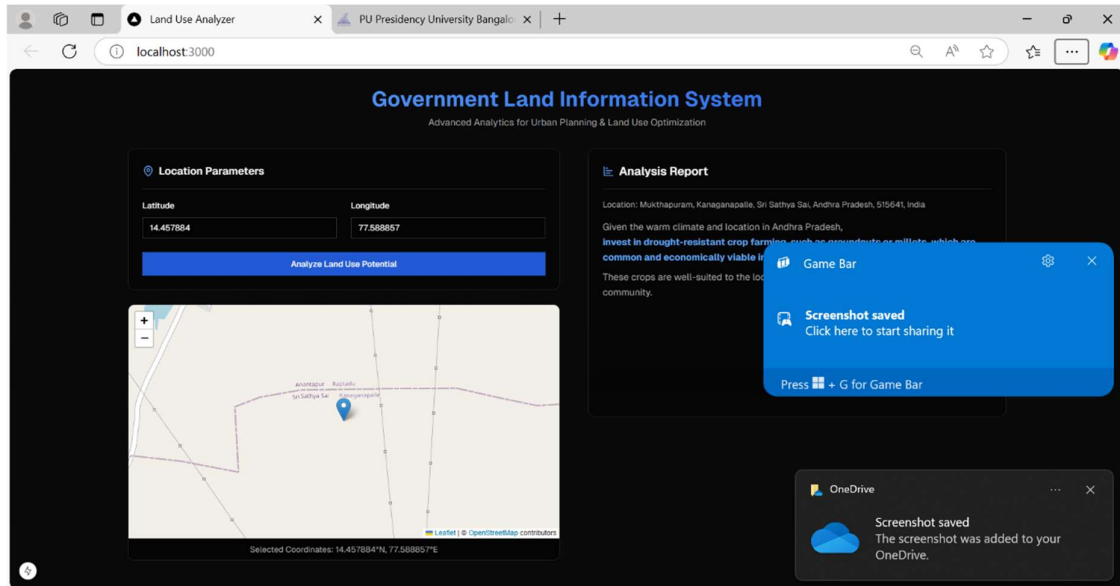 Land Use Analyzer
PU Presidency University Bangalo
localhost:3000
Government Land Information System
Advanced Analytics for Urban Planning & Land Use Optimization
Location Parameters
Latitude
Longitude
14.457884
77.588857
Analyze Land Use Potential
+
−
Anantapur Raptadu
Sri Sathya Sai Kanaganapalle
Leaflet | © OpenStreetMap contributors
Selected Coordinates: 14.457884°N, 77.588857°E
Analysis Report
Location: Mukthapuram, Kanaganapalle, Sri Sathya Sai, Andhra Pradesh, 515641, India
Given the warm climate and location in Andhra Pradesh,
invest in drought-resistant crop farming, such as groundnuts or millets, which are
common and economically viable in
These crops are well-suited to the loc
community.
Game Bar
Screenshot saved
Click here to start sharing it
Press + G for Game Bar
OneDrive
Screenshot saved
The screenshot was added to your
OneDrive.